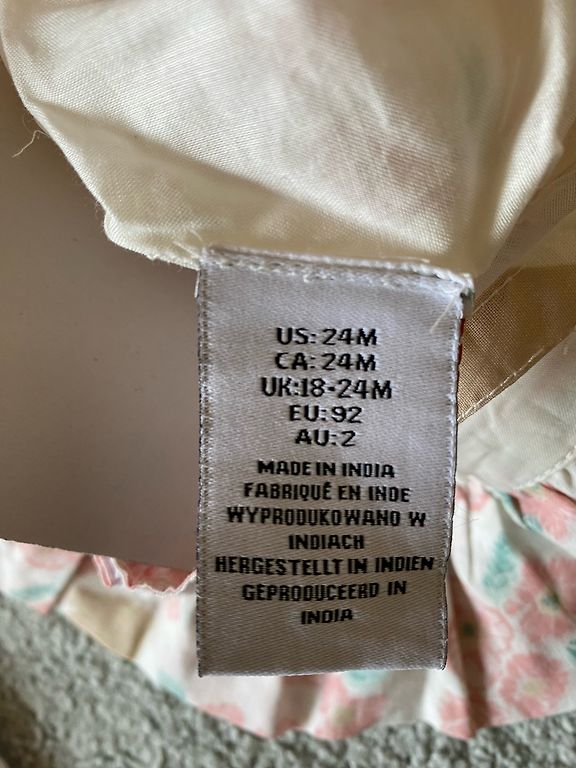 US: 24M
CA: 24M
UK:18-24M
EU: 92
AU: 2
MADE IN INDIA
FABRIQUÉ EN INDE
WYPRODUKOWANO W
INDIACH
HERGESTELLT IN INDIEN
GEPRODUCEERD IN
INDIA